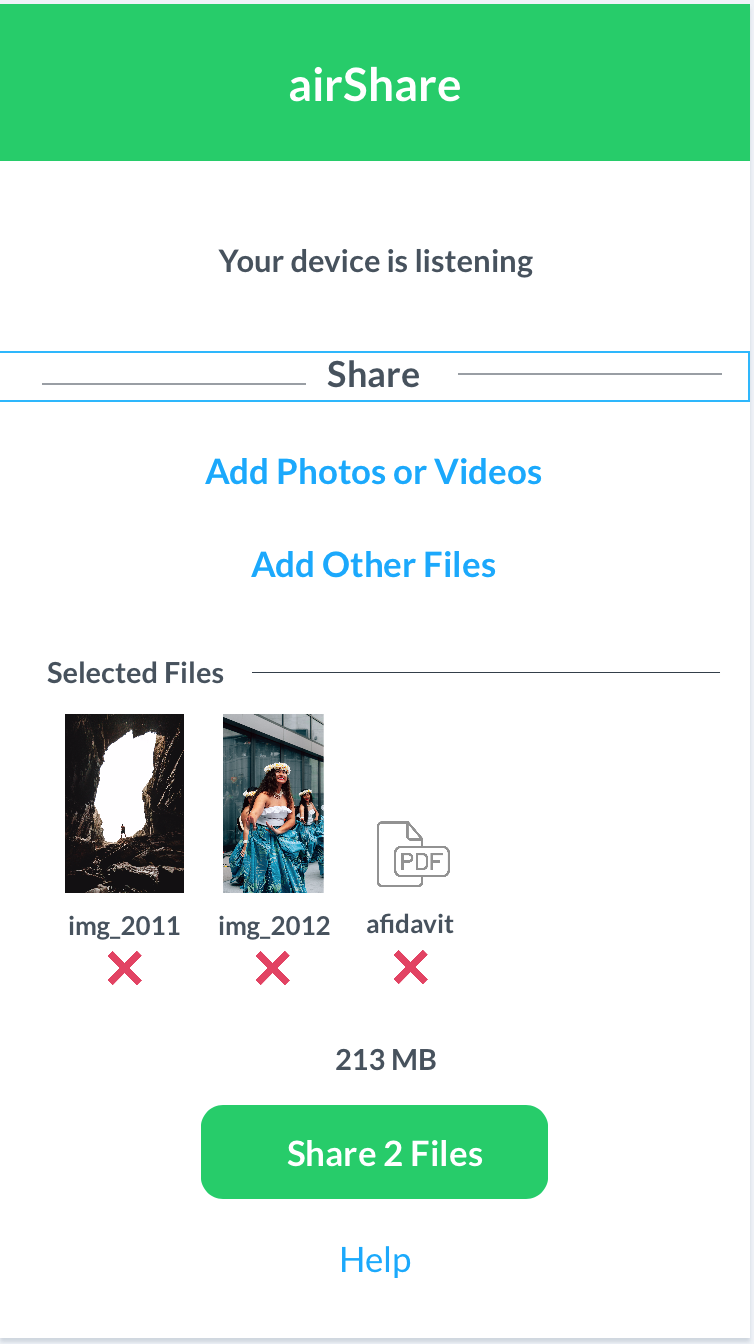 airShare
Your device is listening
Share
Add Photos or Videos
Add Other Files
Selected Files
PDF
img_2011 img_2012 afidavit
213 MB
Share 2 Files
Help